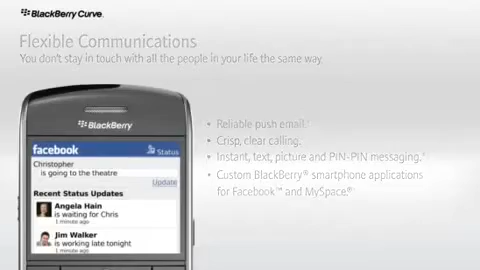 BlackBerry Curve.
Flexible Communications
You don't stay in touch with all the people in your life the same way.
BlackBerry
facebook Status
Christopher
is going to the theatre
Update
Recent Status Updates
Angela Hain
is waiting for Chris
1 minute ago
Jim Walker
is working late tonight
2 minute ago
• Reliable push email.
• Crisp, clear calling.
• Instant, text, picture and PIN-PIN messaging.
• Custom BlackBerry® smartphone applications
for Facebook™ and MySpace.®